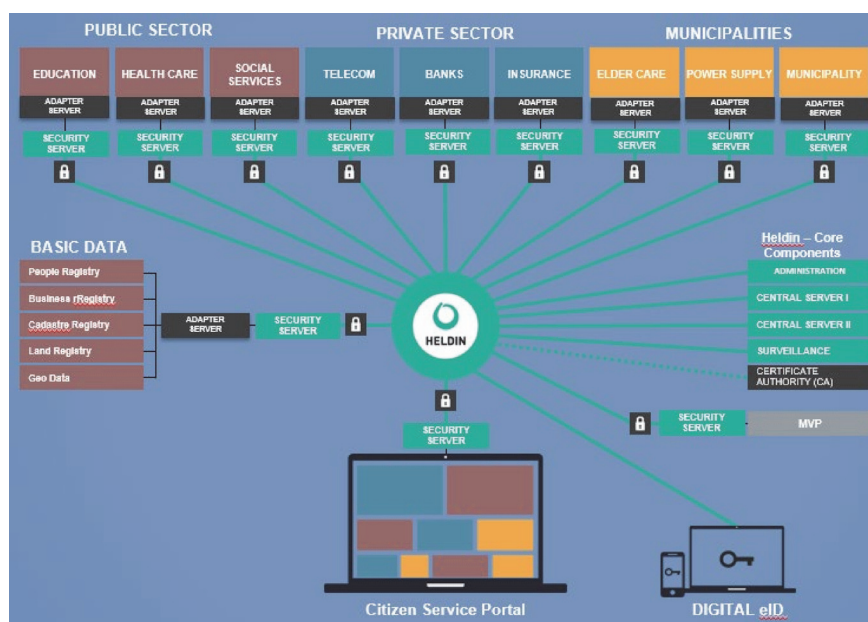 PUBLIC SECTOR
PRIVATE SECTOR
MUNICIPALITIES
EDUCATION
HEALTH CARE
SOCIAL
SERVICES
TELECOM
BANKS
INSURANCE
ELDER CARE
POWER SUPPLY
MUNICIPALITY
ADAPTER
SERVER
ADAPTER
SERVER
ADAPTER
SERVER
ADAPTER
SERVER
ADAPTER
SERVER
ADAPTER
SERVER
ADAPTER
SERVER
ADAPTER
SERVER
ADAPTER
SERVER
SECURITY
SERVER
SECURITY
SERVER
SECURITY
SERVER
SECURITY
SERVER
SECURITY
SERVER
SECURITY
SERVER
SECURITY
SERVER
SECURITY
SERVER
SECURITY
SERVER
BASIC DATA
People Registry
Business rRegistry
Cadastre Registry
Land Registry
Geo Data
ADAPTER
SERVER
SECURITY
SERVER
HELDIN
Heldin – Core
Components
ADMINISTRATION
CENTRAL SERVER I
CENTRAL SERVER II
SURVEILLANCE
CERTIFICATE
AUTHORITY (CA)
SECURITY
SERVER
MVP
SECURITY
SERVER
Citizen Service Portal
DIGITAL eID